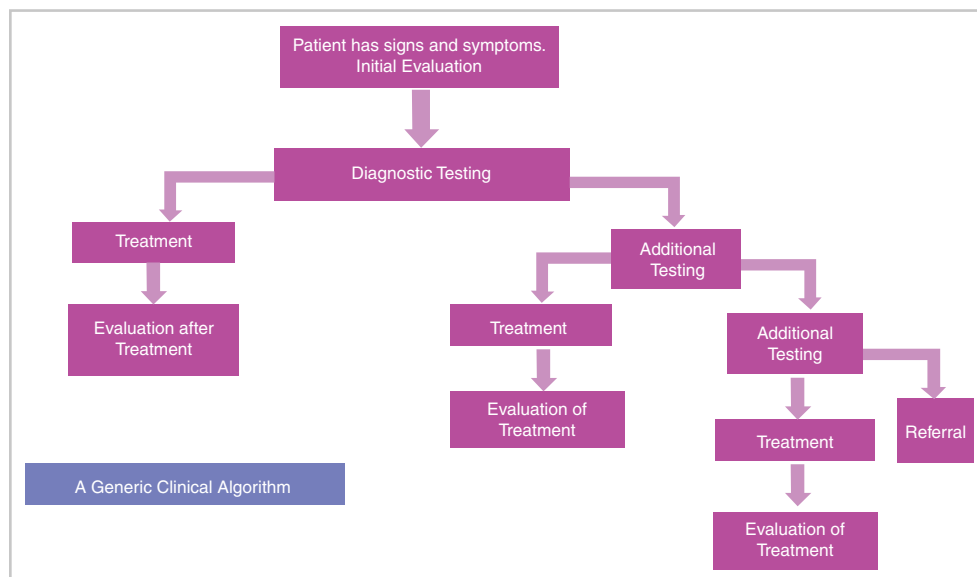 Patient has signs and symptoms.
Initial Evaluation
Diagnostic Testing
Treatment
Evaluation after
Treatment
Additional
Testing
Treatment
Evaluation of
Treatment
Additional
Testing
Referral
Treatment
Evaluation of
Treatment
A Generic Clinical Algorithm